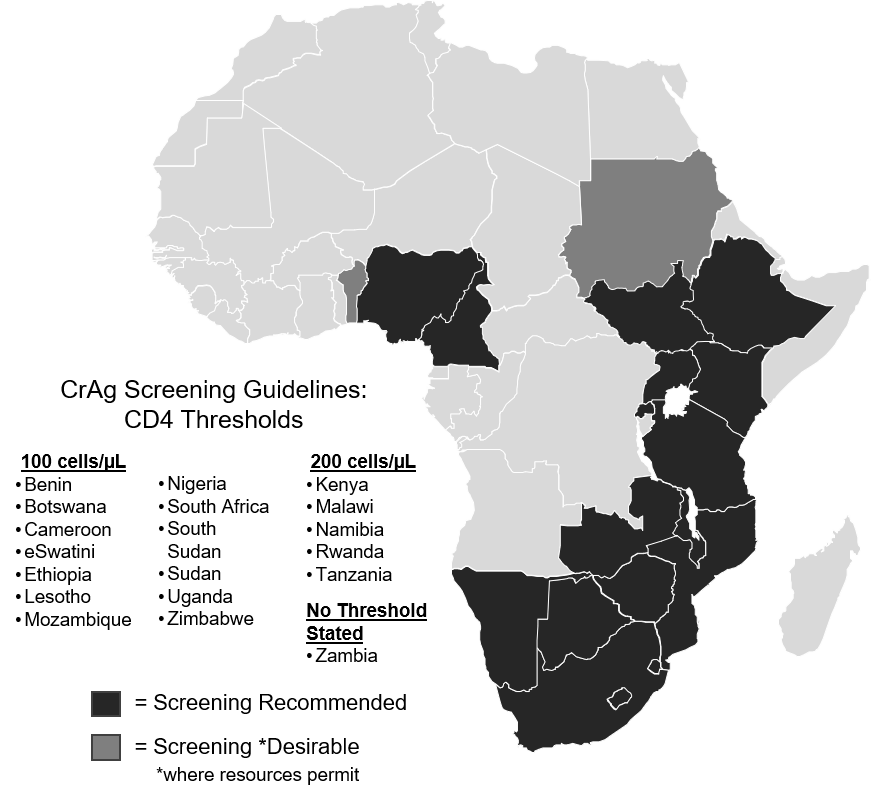 CrAg Screening Guidelines:
CD4 Thresholds
100 cells/µL
• Benin
• Botswana
• Cameroon
• eSwatini
• Ethiopia
• Lesotho
• Mozambique
• Nigeria
• South Africa
• South
Sudan
• Sudan
• Uganda
• Zimbabwe
200 cells/µL
• Kenya
• Malawi
• Namibia
• Rwanda
• Tanzania
No Threshold
Stated
• Zambia
= Screening Recommended
= Screening *Desirable
*where resources permit